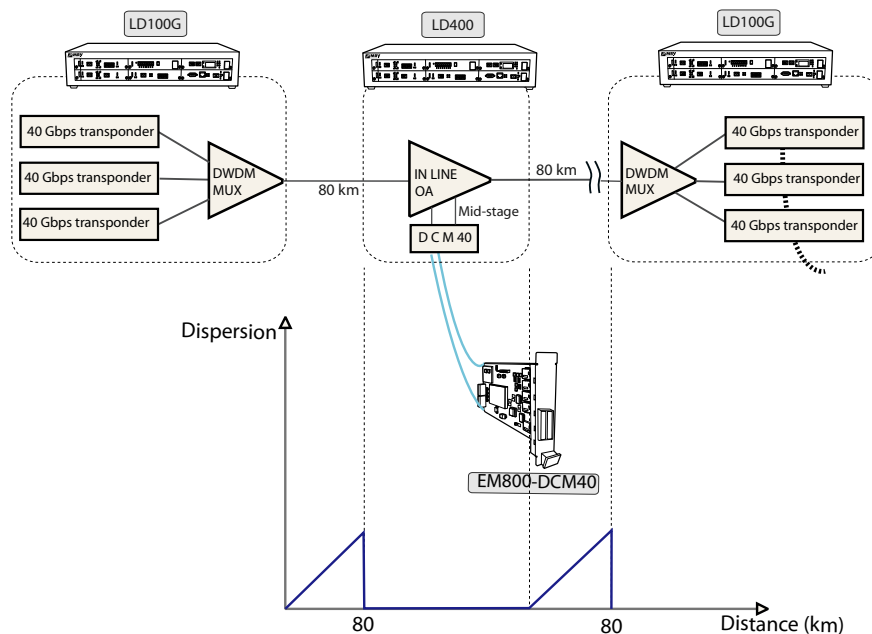 LD100G
LD400
LD100G
40 Gbps transponder
40 Gbps transponder
40 Gbps transponder
DWDM
MUX
80 km
IN LINE
OA
Mid-stage
D C M 40
80 km
DWDM
MUX
40 Gbps transponder
40 Gbps transponder
40 Gbps transponder
Dispersion
EM800-DCM40
80
80
Distance (km)